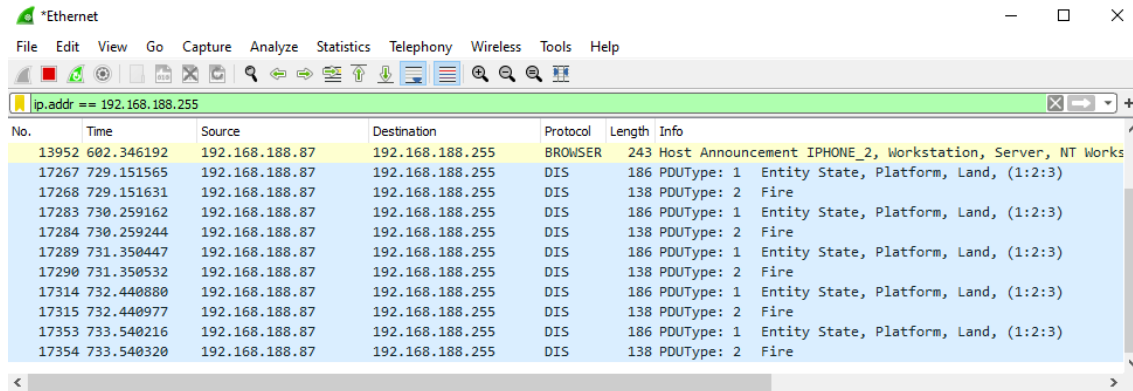 *Ethernet
File Edit View Go Capture Analyze Statistics Telephony Wireless Tools Help
ip.addr == 192.168.188.255
No. Time Source Destination Protocol Length Info
13952 602.346192 192.168.188.87 192.168.188.255 BROWSER 243 Host Announcement IPHONE_2, Workstation, Server, NT Works
17267 729.151565 192.168.188.87 192.168.188.255 DIS 186 PDUType: 1 Entity State, Platform, Land, (1:2:3)
17268 729.151631 192.168.188.87 192.168.188.255 DIS 138 PDUType: 2 Fire
17283 730.259162 192.168.188.87 192.168.188.255 DIS 186 PDUType: 1 Entity State, Platform, Land, (1:2:3)
17284 730.259244 192.168.188.87 192.168.188.255 DIS 138 PDUType: 2 Fire
17289 731.350447 192.168.188.87 192.168.188.255 DIS 186 PDUType: 1 Entity State, Platform, Land, (1:2:3)
17290 731.350532 192.168.188.87 192.168.188.255 DIS 138 PDUType: 2 Fire
17314 732.440880 192.168.188.87 192.168.188.255 DIS 186 PDUType: 1 Entity State, Platform, Land, (1:2:3)
17315 732.440977 192.168.188.87 192.168.188.255 DIS 138 PDUType: 2 Fire
17353 733.540216 192.168.188.87 192.168.188.255 DIS 186 PDUType: 1 Entity State, Platform, Land, (1:2:3)
17354 733.540320 192.168.188.87 192.168.188.255 DIS 138 PDUType: 2 Fire